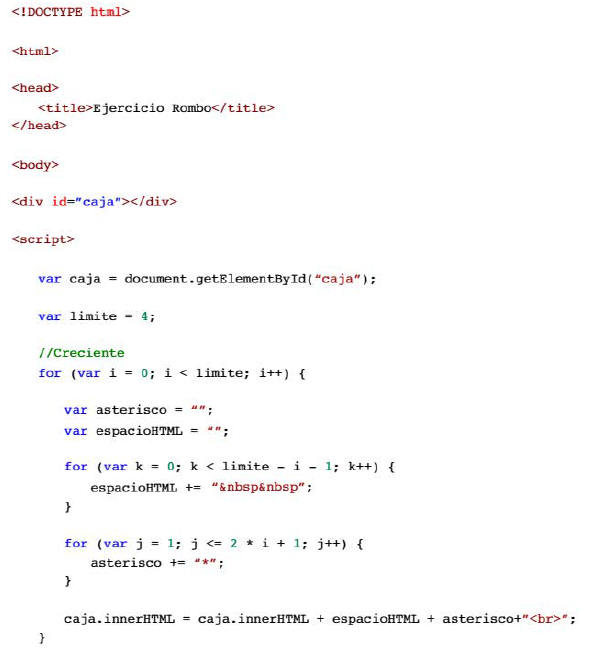 <!DOCTYPE html>
<html>
<head>
<title>Ejercicio Rombo</title>
</head>
<body>
<div id="caja"></div>
<script>
var caja = document.getElementById("caja");
var limite = 4;
//Creciente
for (var i = 0; i < limite; i++) {
var asterisco = "";
var espacioHTML = "";
for (var k = 0; k < limite - i - 1; k++) {
espacioHTML += "&nbsp&nbsp";
}
for (var j = 1; j <= 2 * i + 1; j++) {
asterisco += "*";
}
caja.innerHTML = caja.innerHTML + espacioHTML + asterisco+"<br>";
}